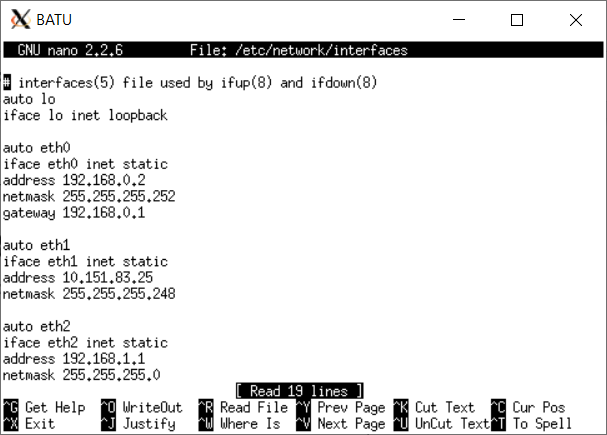 BATU
GNU nano 2.2.6 File: /etc/network/interfaces
# interfaces(5) file used by ifup(8) and ifdown(8)
auto lo
iface lo inet loopback
auto eth0
iface eth0 inet static
address 192.168.0.2
netmask 255.255.255.252
gateway 192.168.0.1
auto eth1
iface eth1 inet static
address 10.151.83.25
netmask 255.255.255.248
auto eth2
iface eth2 inet static
address 192.168.1.1
netmask 255.255.255.0
[ Read 19 lines ]
^G Get Help ^O WriteOut ^R Read File ^Y Prev Page ^K Cut Text ^C Cur Pos
^X Exit ^J Justify ^W Where Is ^V Next Page ^U UnCut Text ^T To Spell